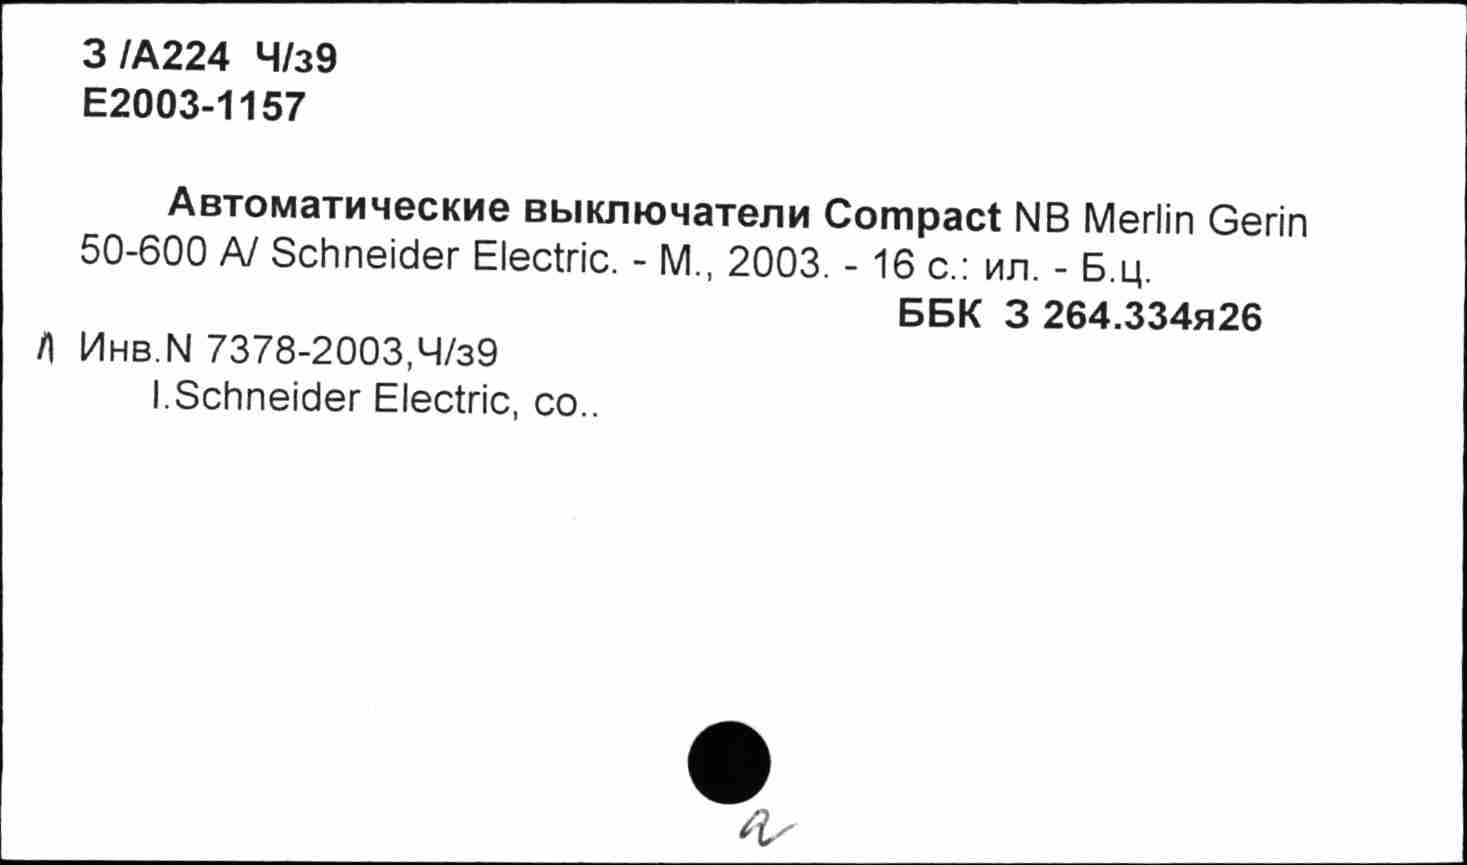 З /А224 Ч/з9
Е2003-1157
Автоматические выключатели Compact NB Merlin Gerin
50-600 А/ Schneider Electric. - М., 2003. - 16 с.: ил. - Б.ц.
ББК З 264.334я26
Инв.N 7378-2003,Ч/з9
I.Schneider Electric, co..
а